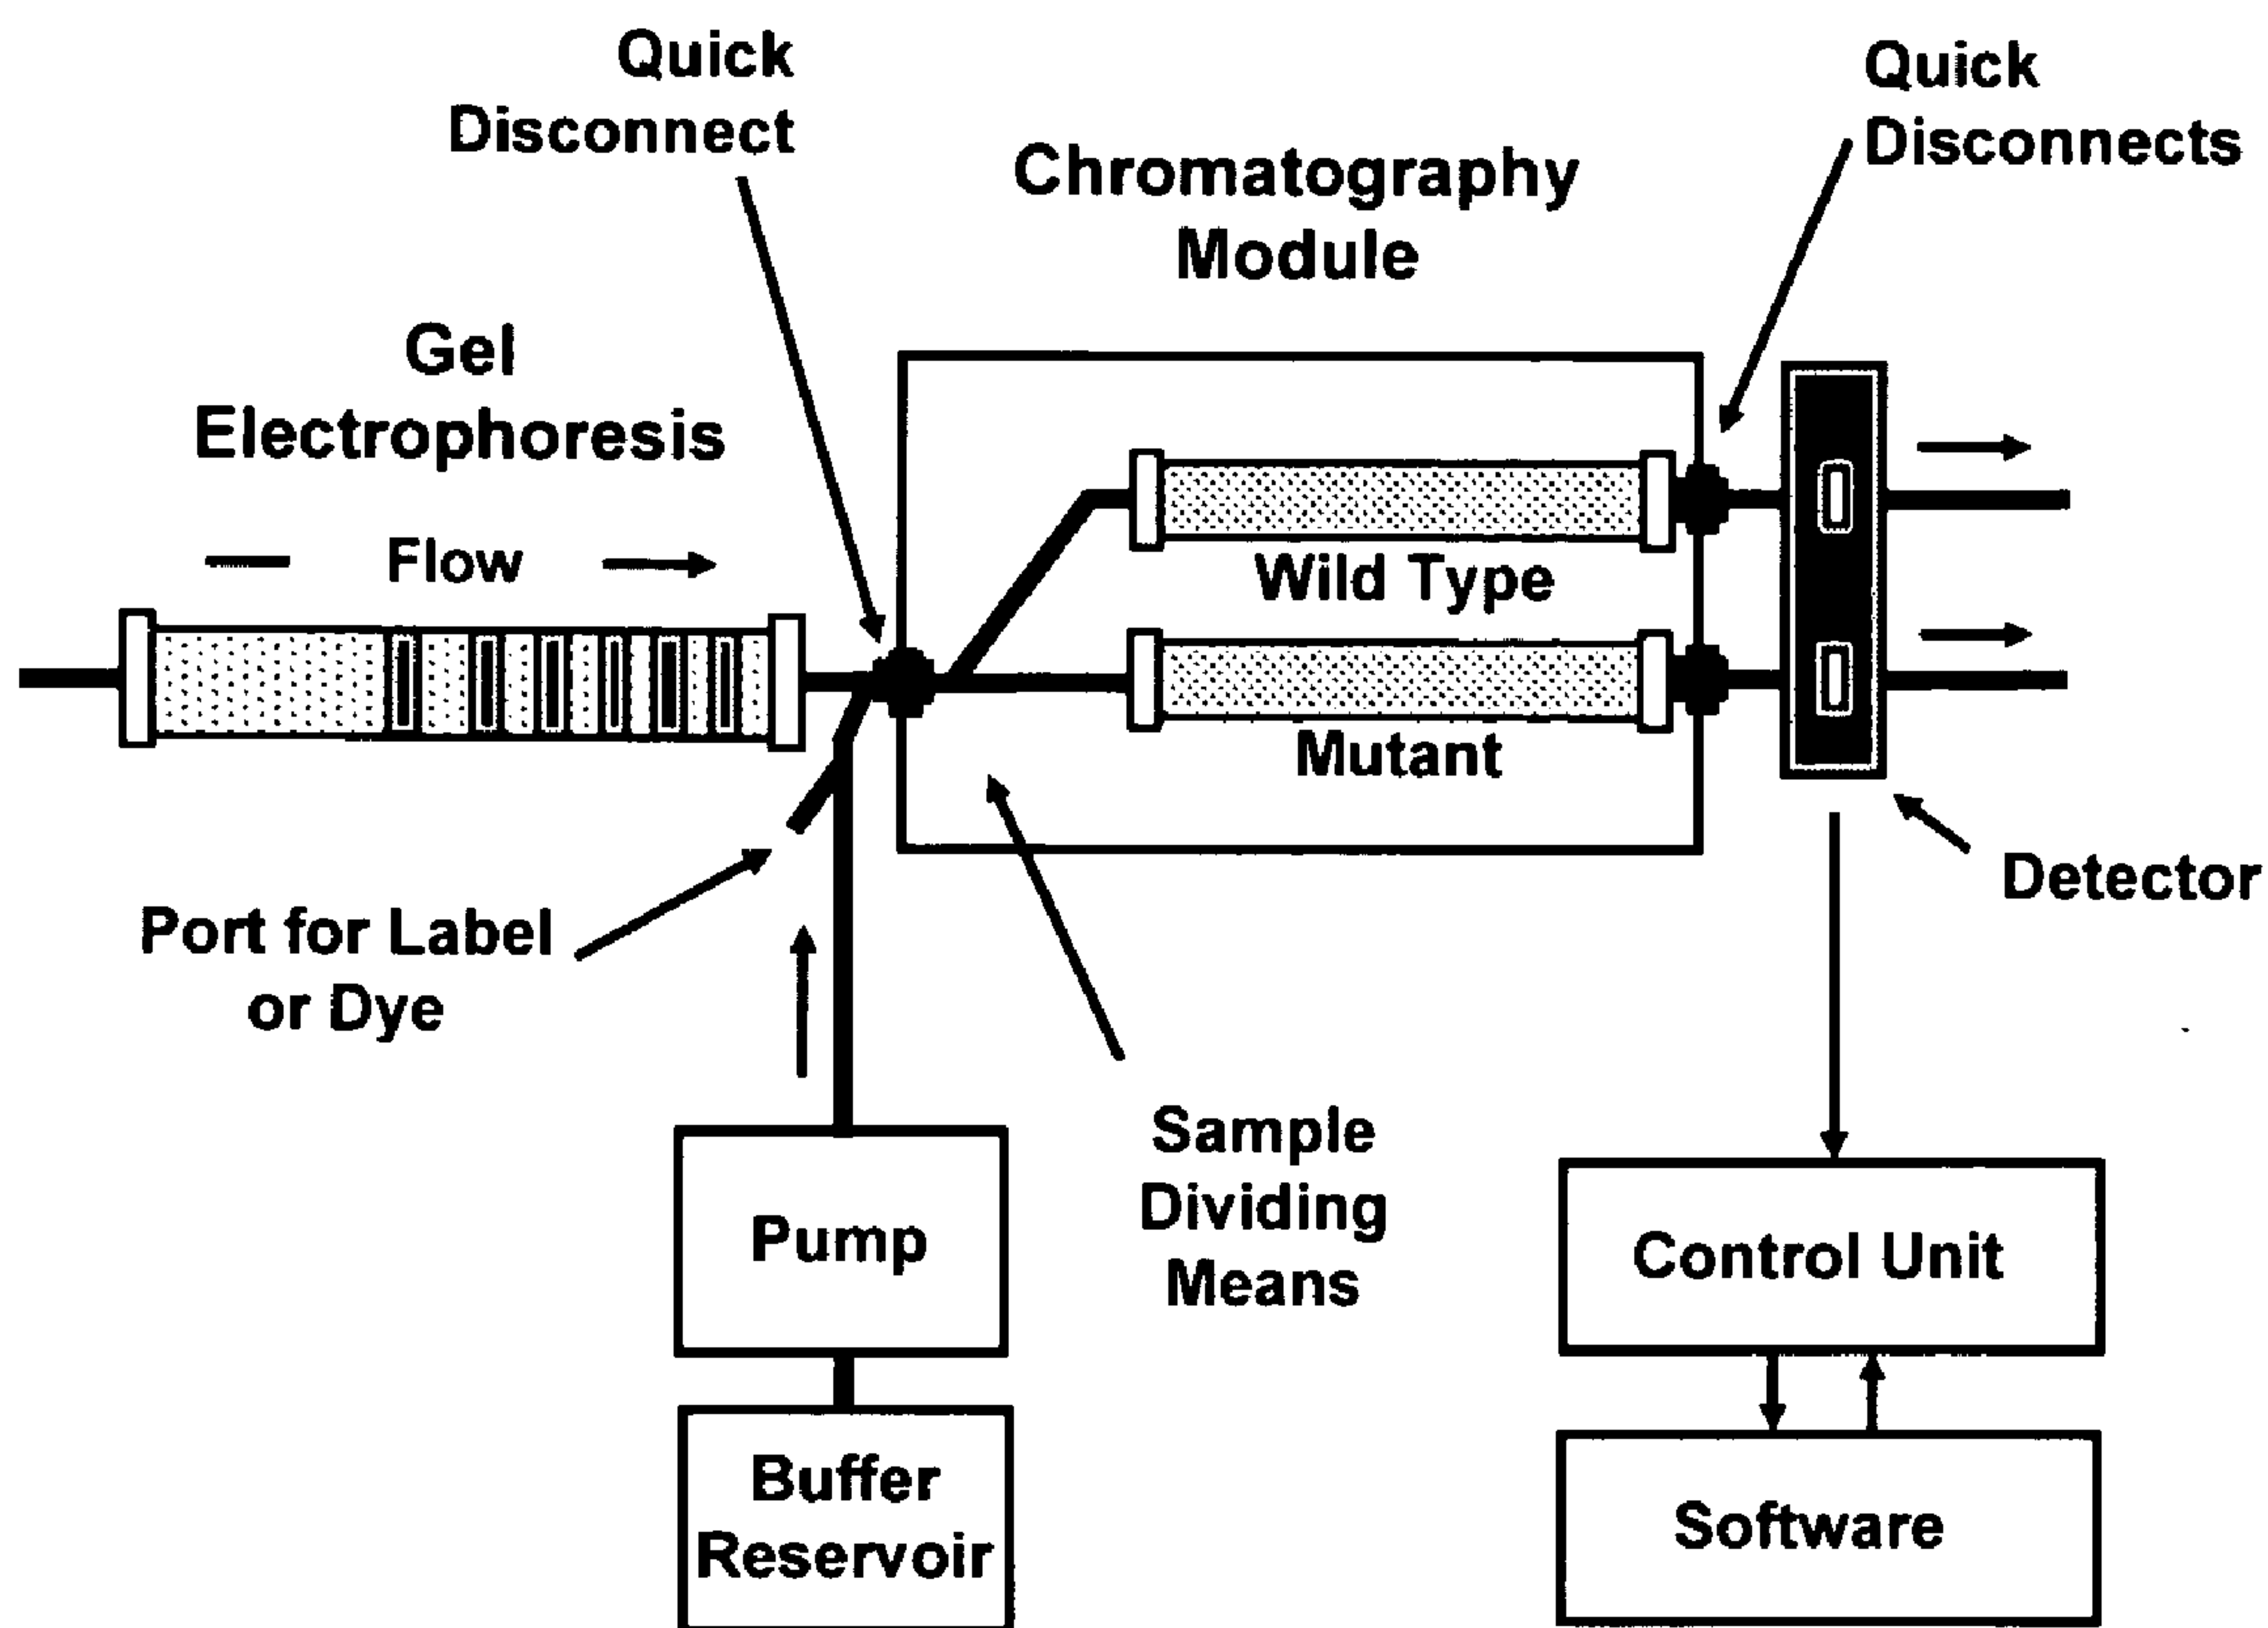 Quick
Disconnect
Quick
Disconnects
Chromatography
Module
Gel
Electrophoresis
Flow
Wild Type
Mutant
Detector
Port for Label
or Dye
Sample
Dividing
Means
Pump
Control Unit
Buffer
Reservoir
Software